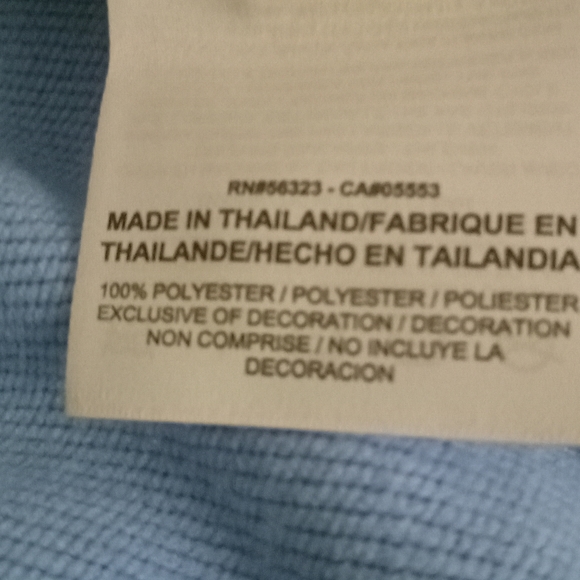 RN#56323 - CA#05553
MADE IN THAILAND/FABRIQUE EN
THAILANDE/HECHO EN TAILANDIA
100% POLYESTER / POLYESTER / POLIESTER
EXCLUSIVE OF DECORATION / DECORATION
NON COMPRISE / NO INCLUYE LA
DECORACION